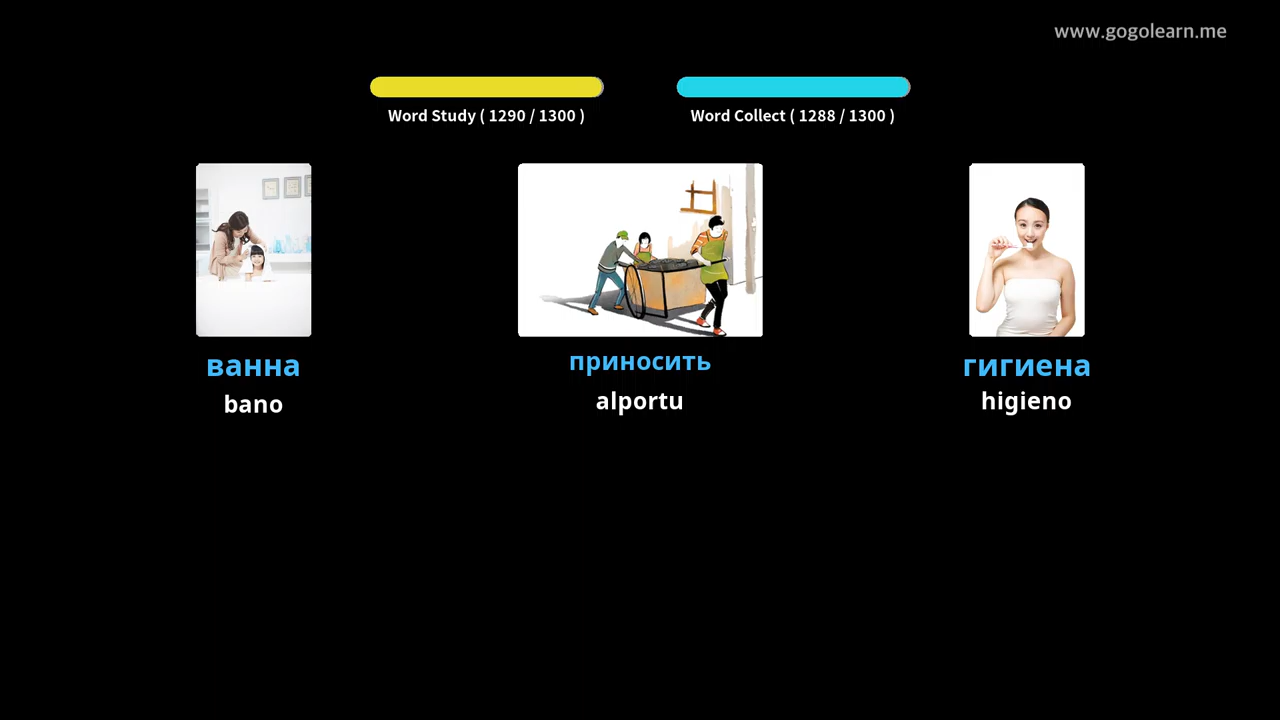 www.gogolearn.me
Word Study ( 1290 / 1300 )
Word Collect ( 1288 / 1300 )
ванна
приносить
гигиена
bano
alportu
higieno